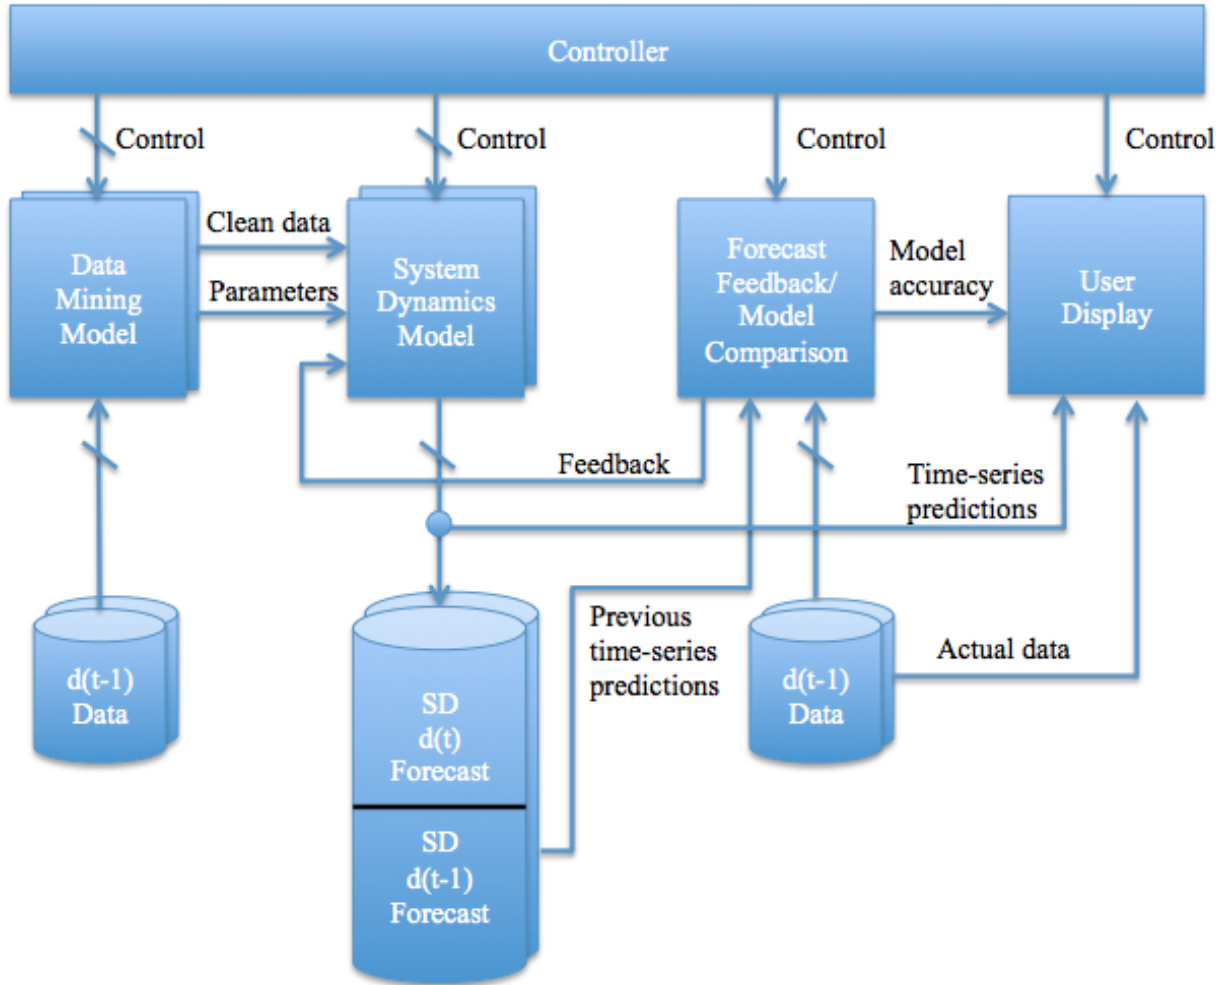 Controller
Control
Control
Control
Control
Data
Mining
Model
Clean data
Parameters
System
Dynamics
Model
Forecast
Feedback/
Model
Comparison
Model
accuracy
User
Display
Feedback
Time-series
predictions
d(t-1)
Data
SD
d(t)
Forecast
SD
d(t-1)
Forecast
Previous
time-series
predictions
d(t-1)
Data
Actual data